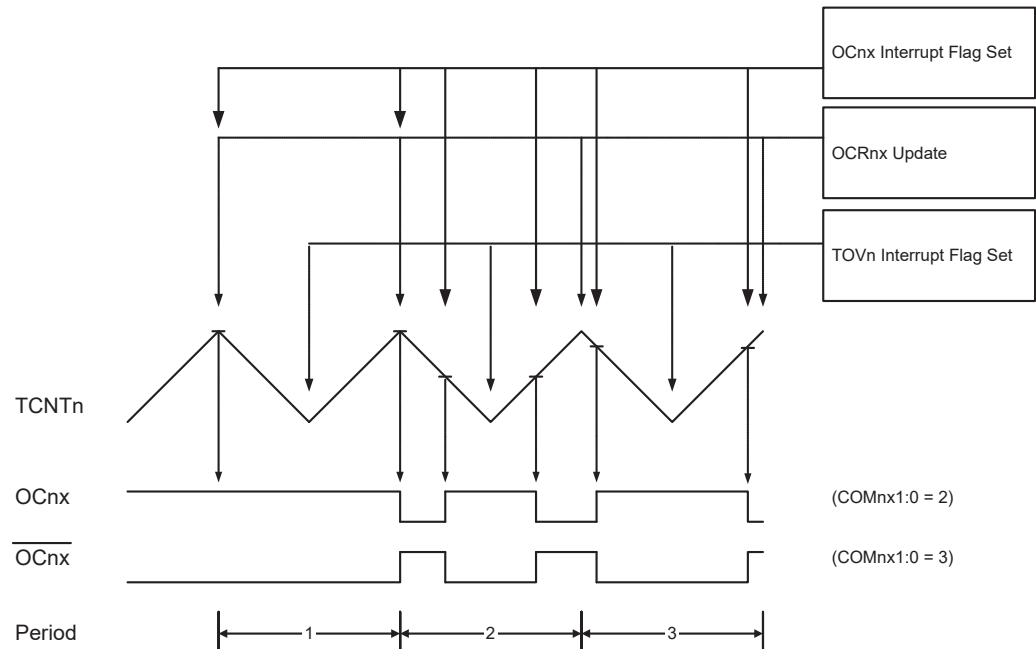 OCnx Interrupt Flag Set
OCRnx Update
TOVn Interrupt Flag Set
TCNTn
OCnx
(COMnx1:0 = 2)
OCnx
(COMnx1:0 = 3)
Period
1
2
3